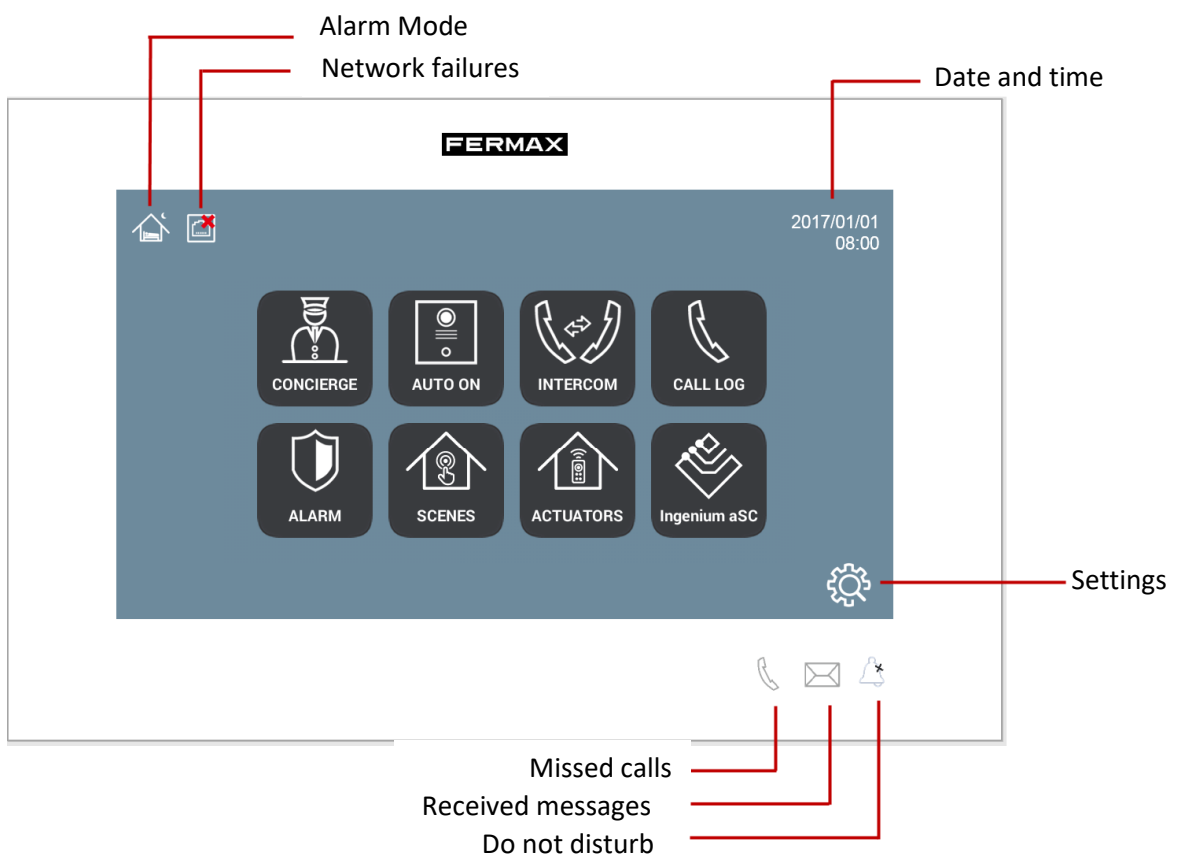 Alarm Mode
Network failures
Date and time
FERMAX
2017/01/01
08:00
CONCIERGE
AUTO ON
INTERCOM
CALL LOG
ALARM
SCENES
ACTUATORS
Ingenium aSC
Settings
Missed calls
Received messages
Do not disturb